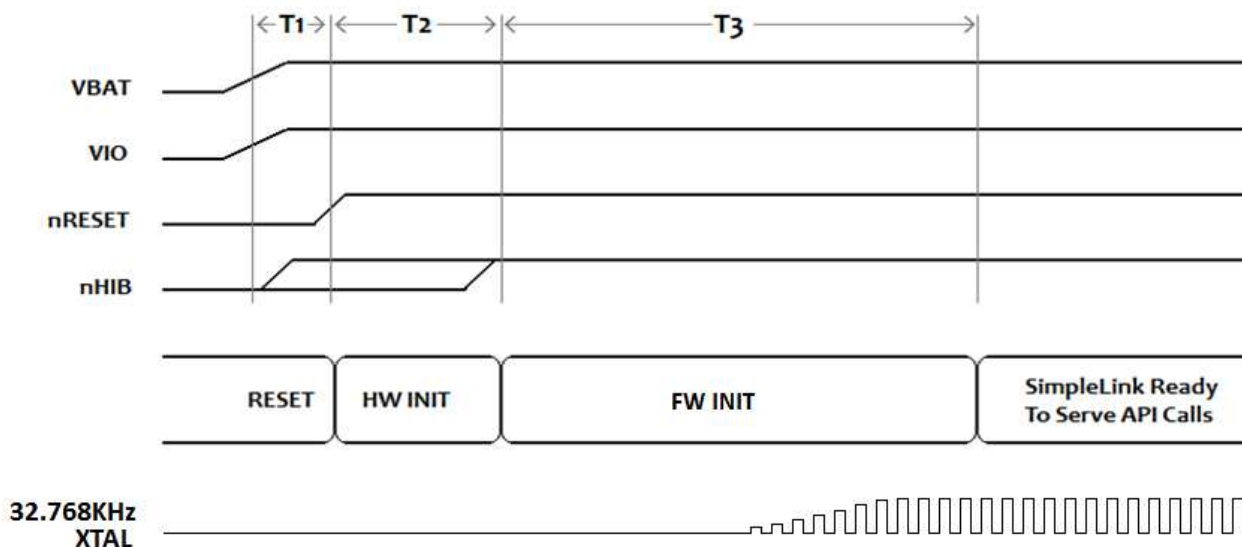 T1 T2 T3
VBAT
VIO
nRESET
nHIB
RESET HW INIT FW INIT SimpleLink Ready
To Serve API Calls
32.768KHz
XTAL